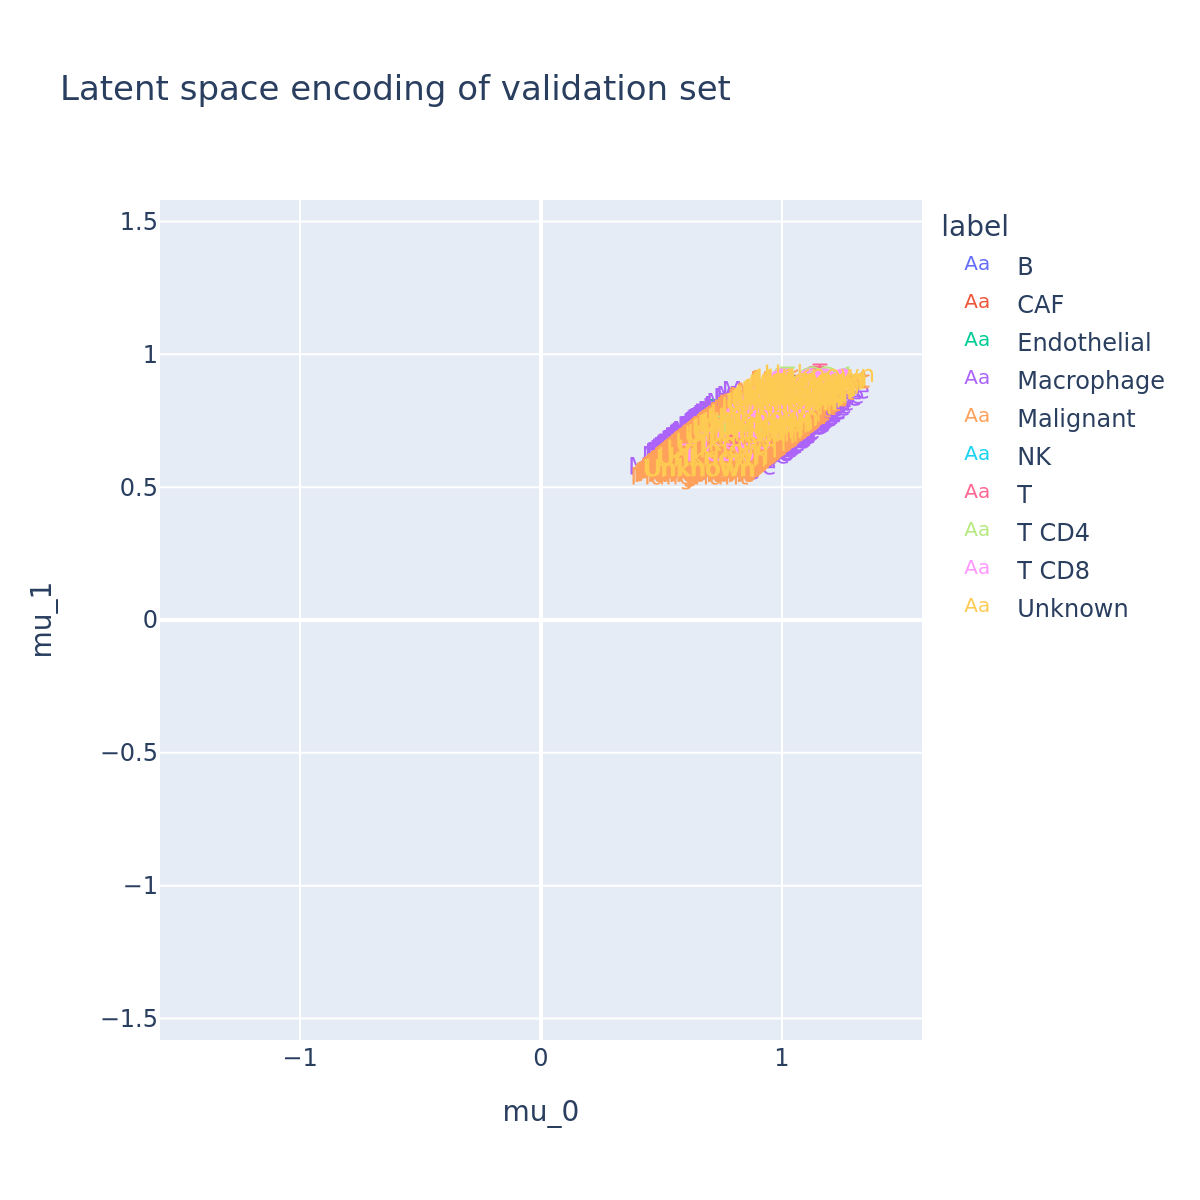 Latent space encoding of validation set
label
Aa B
Aa CAF
Aa Endothelial
Aa Macrophage
Aa Malignant
Aa NK
Aa T
Aa T CD4
Aa T CD8
Aa Unknown
1.5
1
0.5
0
−0.5
−1
−1.5
mu_1
Unknown
−1 0 1
mu_0